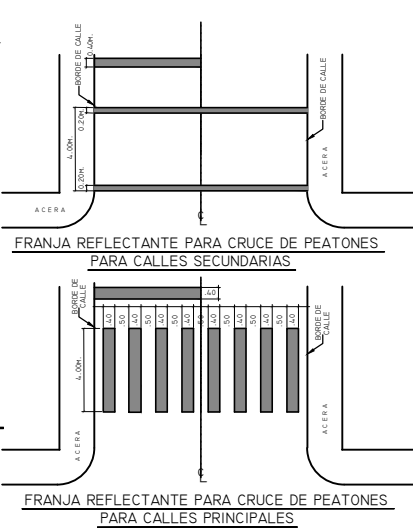 0.40M.
BORDE DE CALLE
BORDE DE CALLE
0.20M.
4.00M.
0.20M.
ACERA
ACERA
℄
FRANJA REFLECTANTE PARA CRUCE DE PEATONES
PARA CALLES SECUNDARIAS
BORDE DE
CALLE
.40
.40 .50 .40 .50 .40 .50 .40 .50 .40 .50 .40 .50 .40 .50 .40
BORDE DE
CALLE
4.00M.
ACERA
ACERA
℄
FRANJA REFLECTANTE PARA CRUCE DE PEATONES
PARA CALLES PRINCIPALES